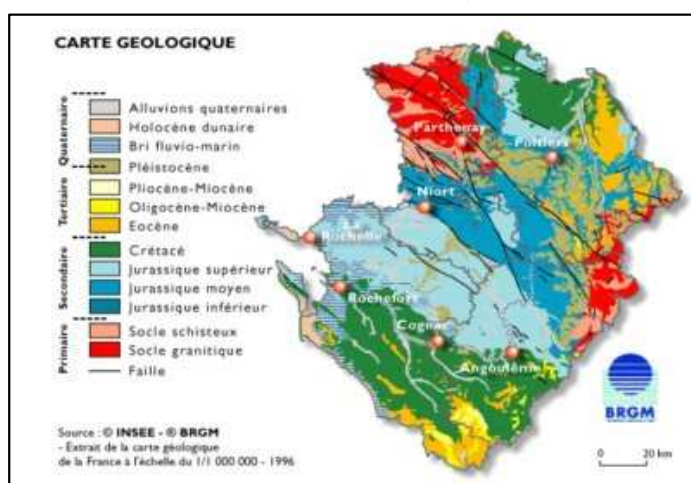 CARTE GEOLOGIQUE
Quaternaire
Alluvions quaternaires
Holocène dunaire
Bri fluvio-marin
Pléistocène
Tertiaire
Pliocène-Miocène
Oligocène-Miocène
Eocène
Secondaire
Crétacé
Jurassique supérieur
Jurassique moyen
Jurassique inférieur
Primaire
Socle schisteux
Socle granitique
Faille
Parthenay
Poitiers
Niort
La
Rochelle
Rochefort
Cognac
Angoulême
BRGM
Source : © INSEE - ® BRGM
- Extrait de la carte géologique
de la France à l'échelle du 1/1 000 000 - 1996
0 20 km